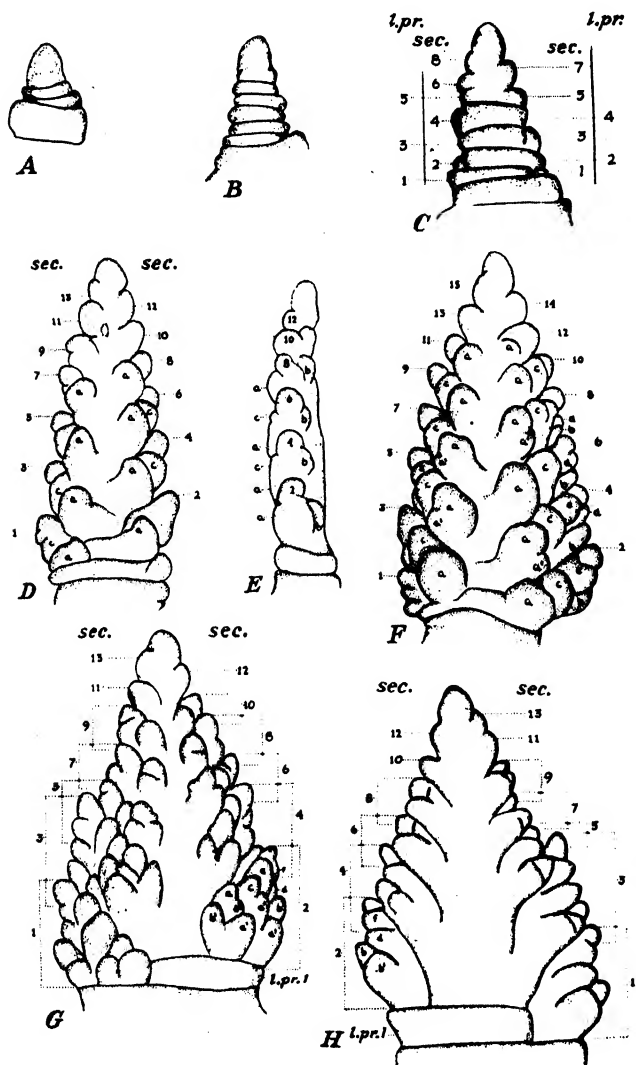 l.pr. l.pr.
sec. sec.
8 7
6
5 5
4 4
3 3
2 2
1 1
A B C
sec. sec.
13 12
11 10
9 8
7 a a
6
5 c
4
3 a a
c c
2
1 a
D
12
10
8 b
a
c 6
a 4
c b
a 2
a
E
15 14
13 12
11 a
9 10
7 8
a a
b
5 6
c
3 4
2
1 a a
F
sec. sec.
13 12
11 10
9 8
7 6
5
3 4
1 2
l.pr.1
G
sec. sec.
13
12 11
10
9
8 7
6 5
4 3
2 1
f
d
b
H l.pr.1